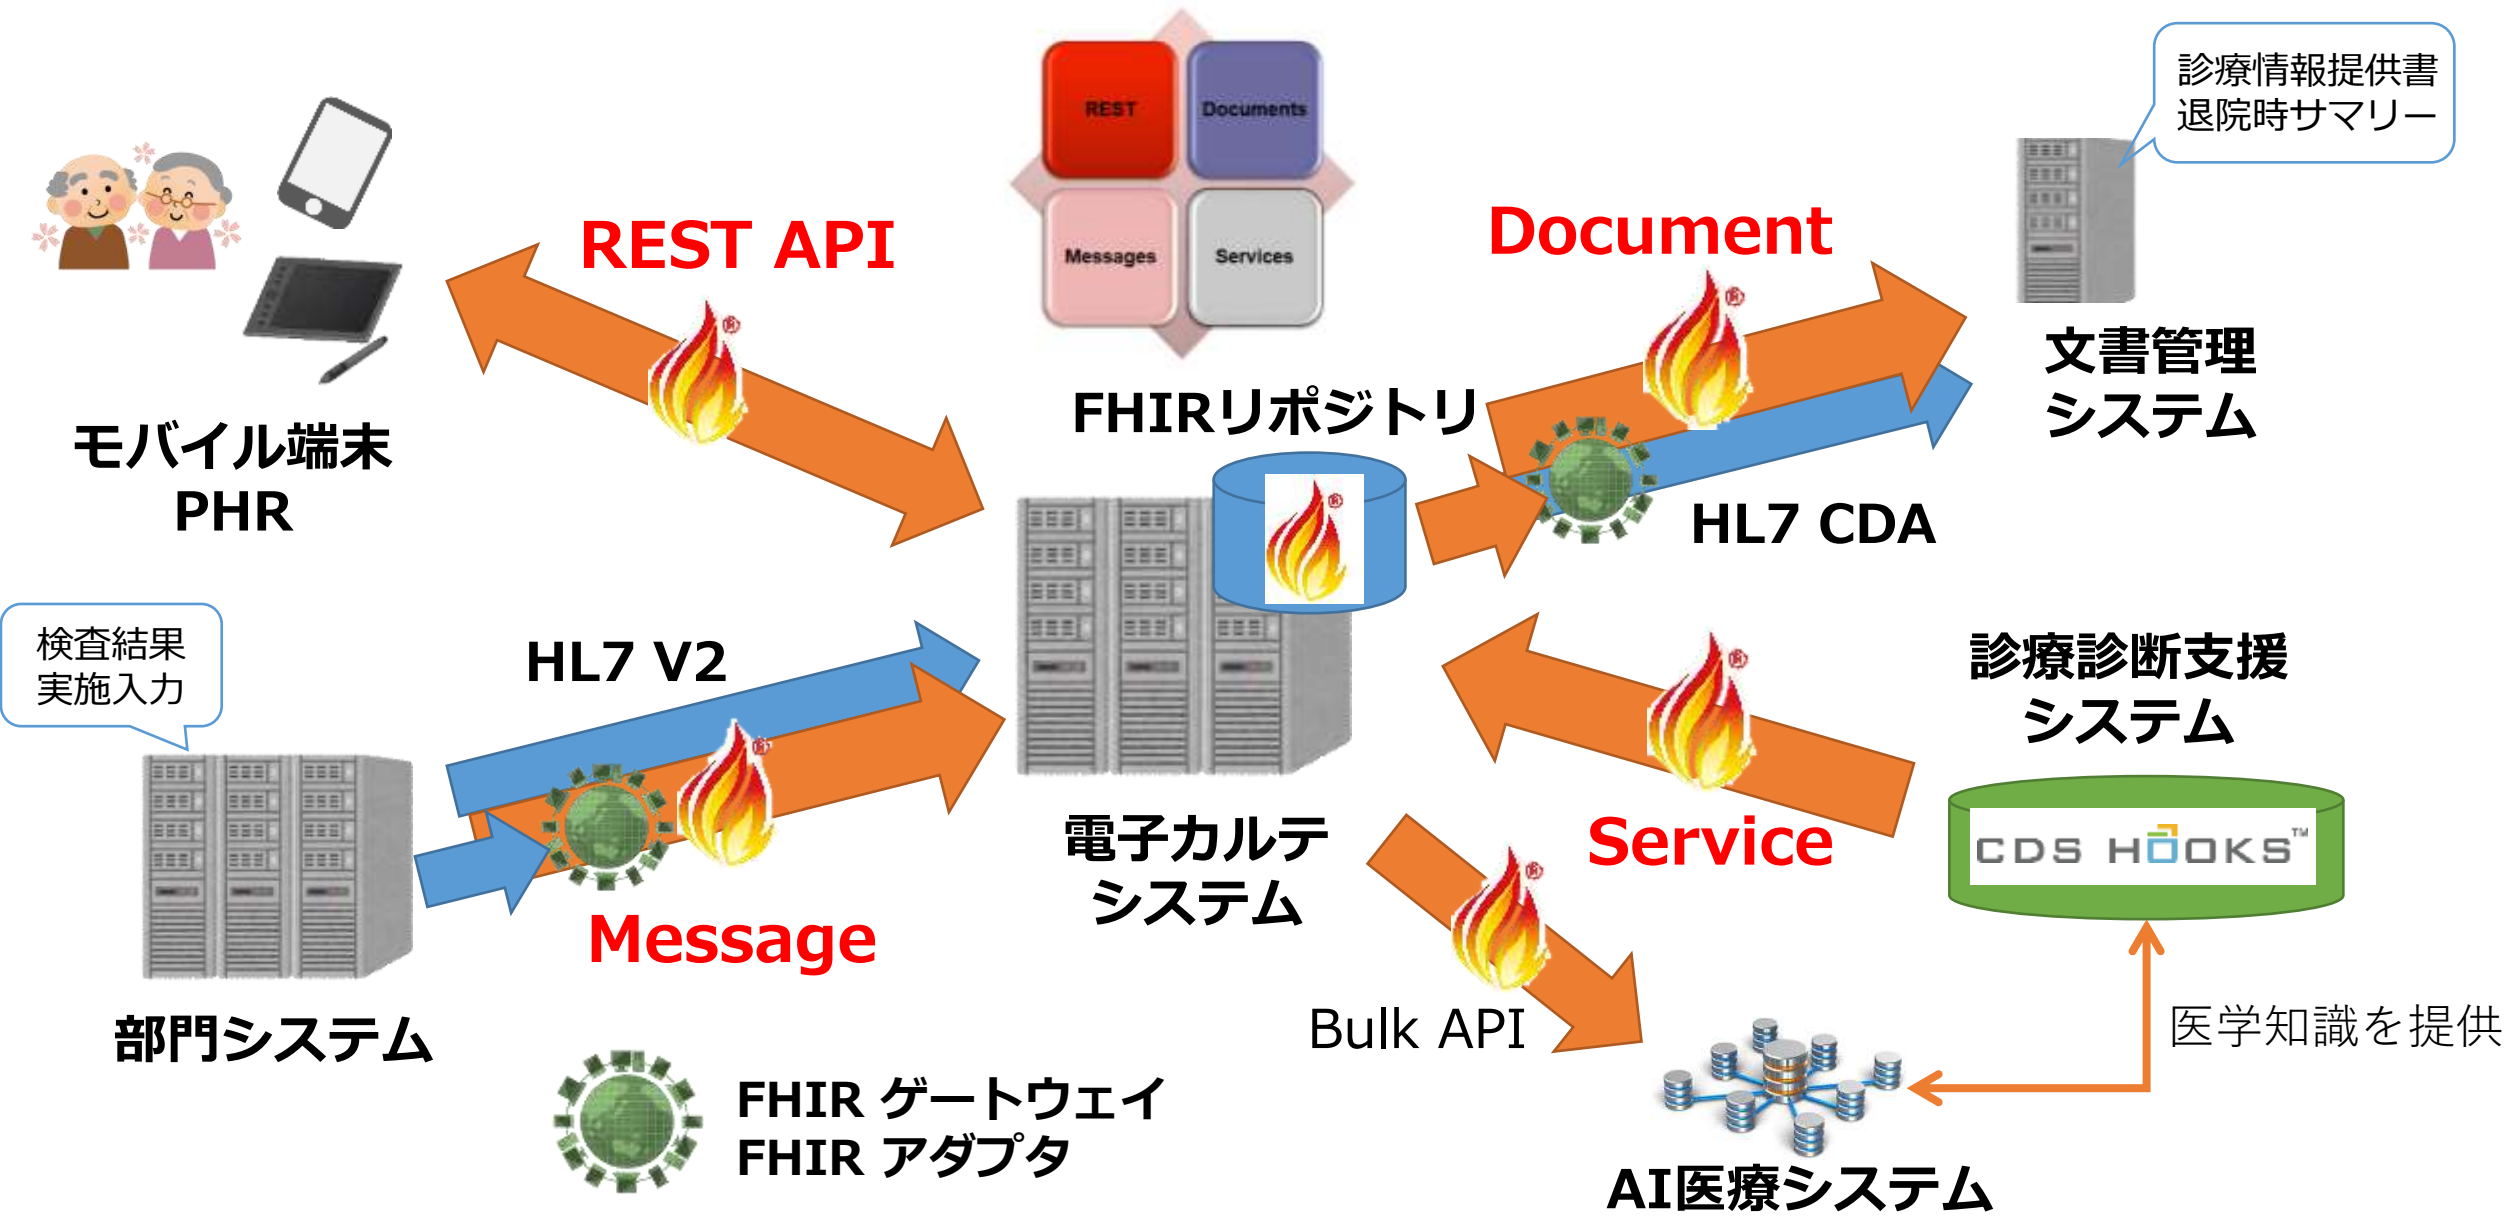 REST
Documents
Messages
Services
診療情報提供書
退院時サマリー
REST API
Document
文書管理
システム
FHIRリポジトリ
モバイル端末
PHR
HL7 CDA
検査結果
実施入力
HL7 V2
診療診断支援
システム
電子カルテ
システム
Service
CDS HOOKS™
Message
部門システム
Bulk API
医学知識を提供
FHIR ゲートウェイ
FHIR アダプタ
AI医療システム